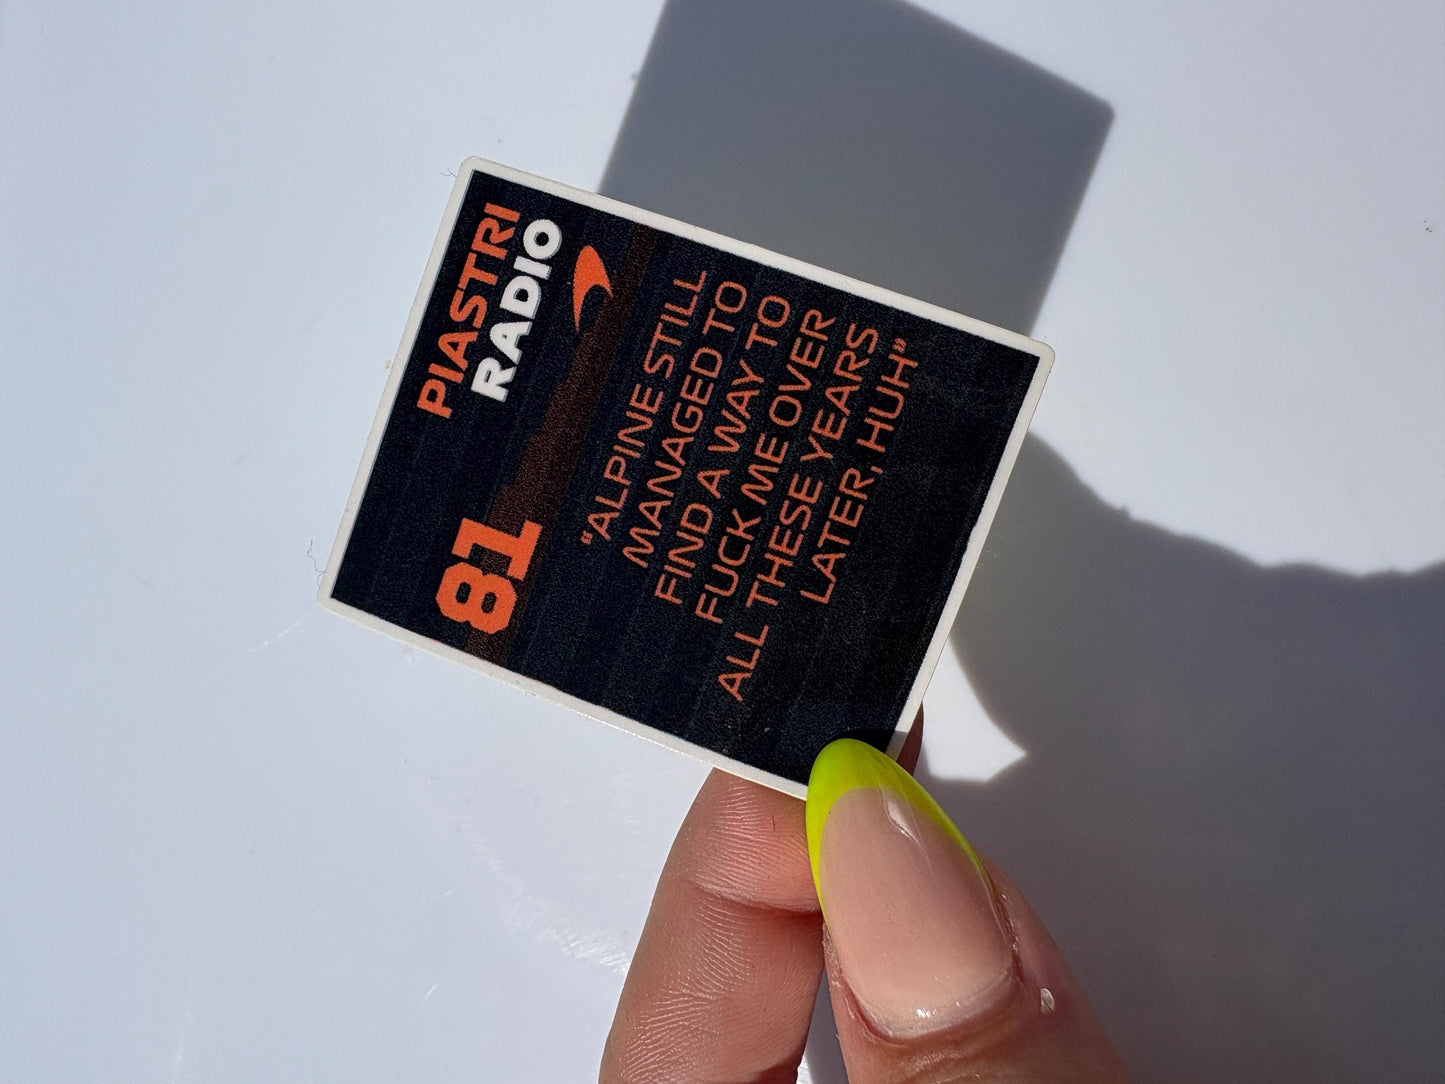 PIASTRI
RADIO
81
"ALPINE STILL
MANAGED TO
FIND A WAY TO
FUCK ME OVER
ALL THESE YEARS
LATER, HUH"